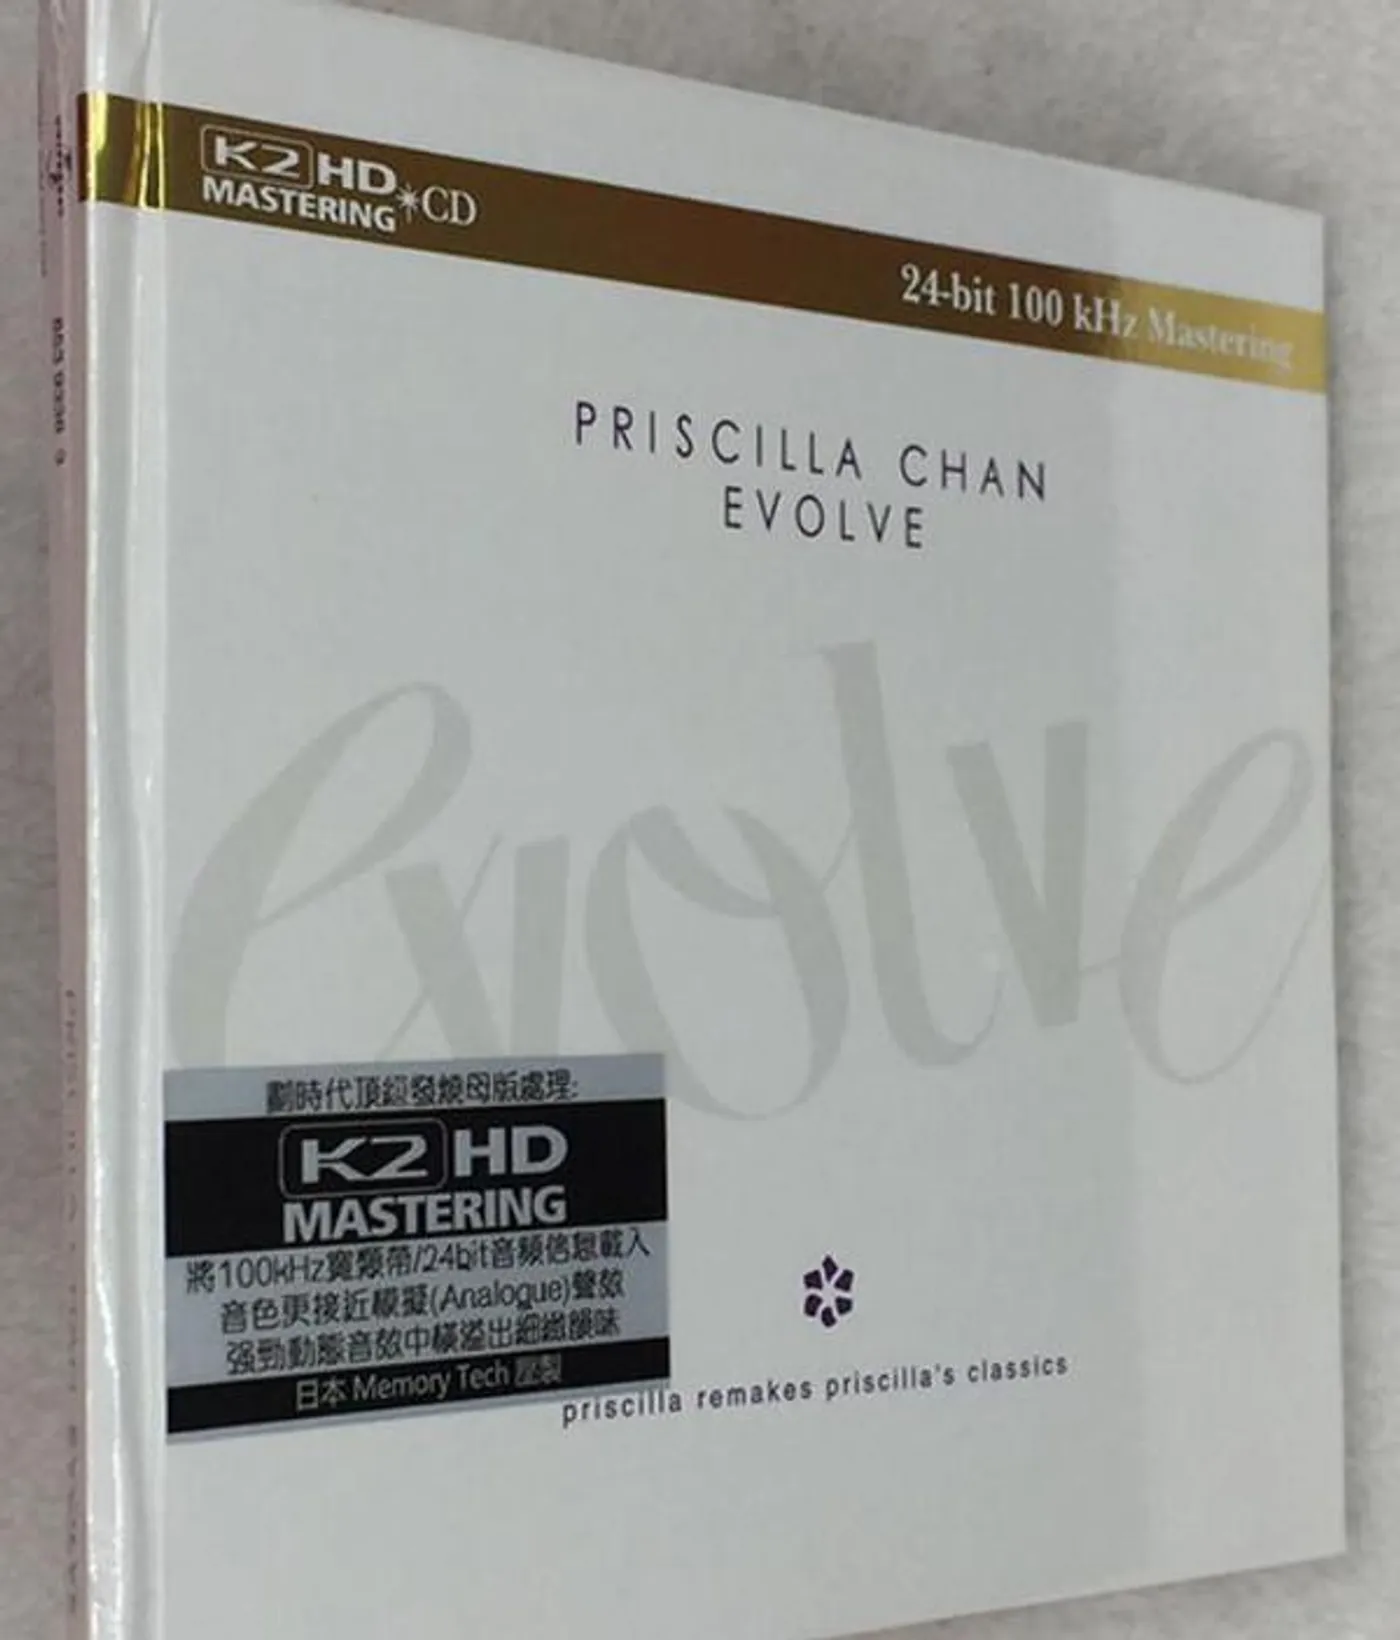 K2 HD
MASTERING
*CD
24-bit 100 kHz Mastering
PRISCILLA CHAN
EVOLVE
evolve
劃時代頂級發燒母版處理:
K2 HD
MASTERING
將100kHz寬頻帶/24bit音頻信息載入
音色更接近模擬(Analogue)聲效
强勁動態音效中橫溢出細緻韻味
日本 Memory Tech 壓製
priscilla remakes priscilla's classics